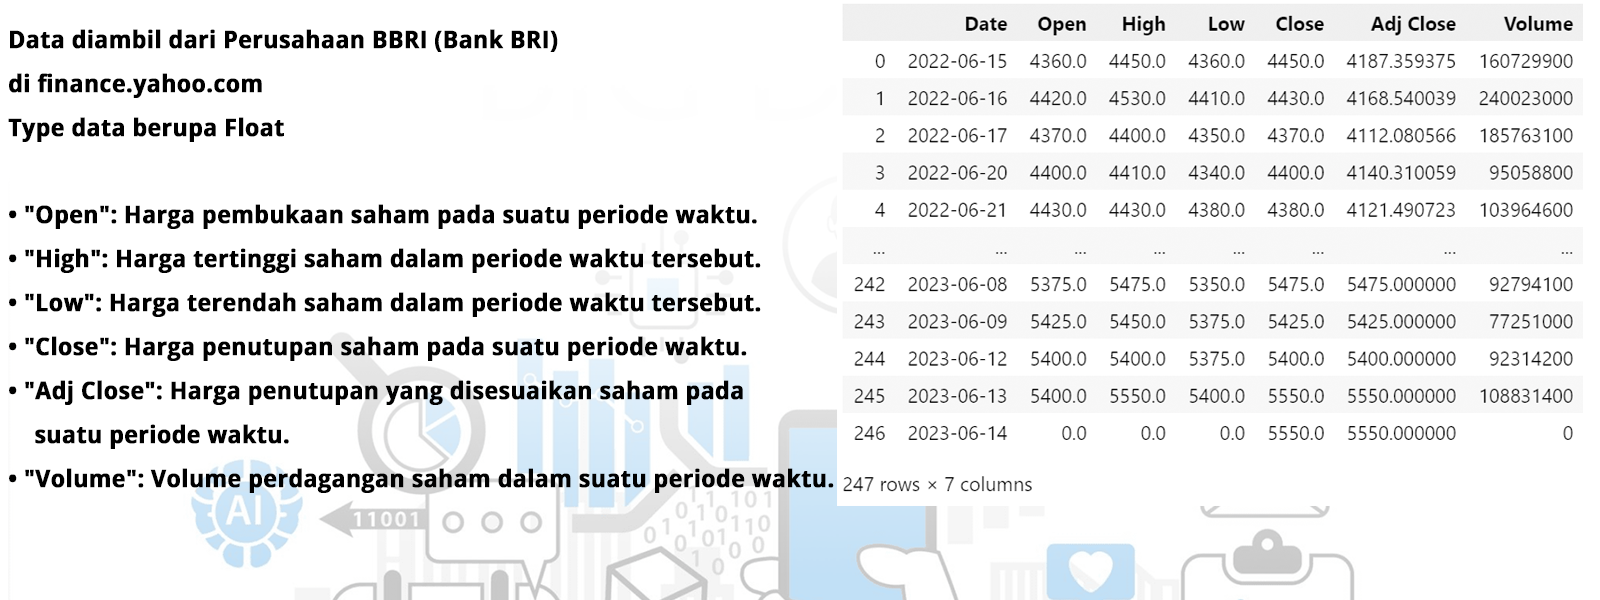 Data diambil dari Perusahaan BBRI (Bank BRI)
di finance.yahoo.com
Type data berupa Float
• "Open": Harga pembukaan saham pada suatu periode waktu.
• "High": Harga tertinggi saham dalam periode waktu tersebut.
• "Low": Harga terendah saham dalam periode waktu tersebut.
• "Close": Harga penutupan saham pada suatu periode waktu.
• "Adj Close": Harga penutupan yang disesuaikan saham pada
suatu periode waktu.
• "Volume": Volume perdagangan saham dalam suatu periode waktu.
Date Open High Low Close Adj Close Volume
0 2022-06-15 4360.0 4450.0 4360.0 4450.0 4187.359375 160729900
1 2022-06-16 4420.0 4530.0 4410.0 4430.0 4168.540039 240023000
2 2022-06-17 4370.0 4400.0 4350.0 4370.0 4112.080566 185763100
3 2022-06-20 4400.0 4410.0 4340.0 4400.0 4140.310059 95058800
4 2022-06-21 4430.0 4430.0 4380.0 4380.0 4121.490723 103964600
... ... ... ... ... ... ... ...
242 2023-06-08 5375.0 5475.0 5350.0 5475.0 5475.000000 92794100
243 2023-06-09 5425.0 5450.0 5375.0 5425.0 5425.000000 77251000
244 2023-06-12 5400.0 5400.0 5375.0 5400.0 5400.000000 92314200
245 2023-06-13 5400.0 5550.0 5400.0 5550.0 5550.000000 108831400
246 2023-06-14 0.0 0.0 0.0 5550.0 5550.000000 0
247 rows × 7 columns
AI
11001